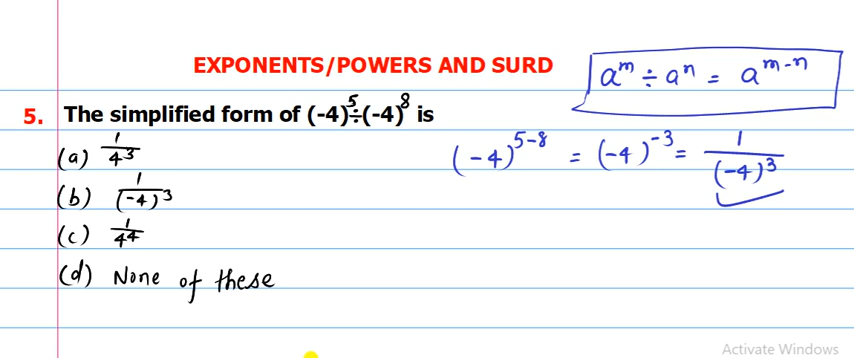 EXPONENTS/POWERS AND SURD
a^m ÷ a^n = a^(m-n)
5. The simplified form of (-4)^5÷(-4)^8 is
(-4)^(5-8) = (-4)^-3 = 1/(-4)^3
(a) 1/4^3
(b) 1/(-4)^3
(c) 1/4^4
(d) None of these
Activate Windows